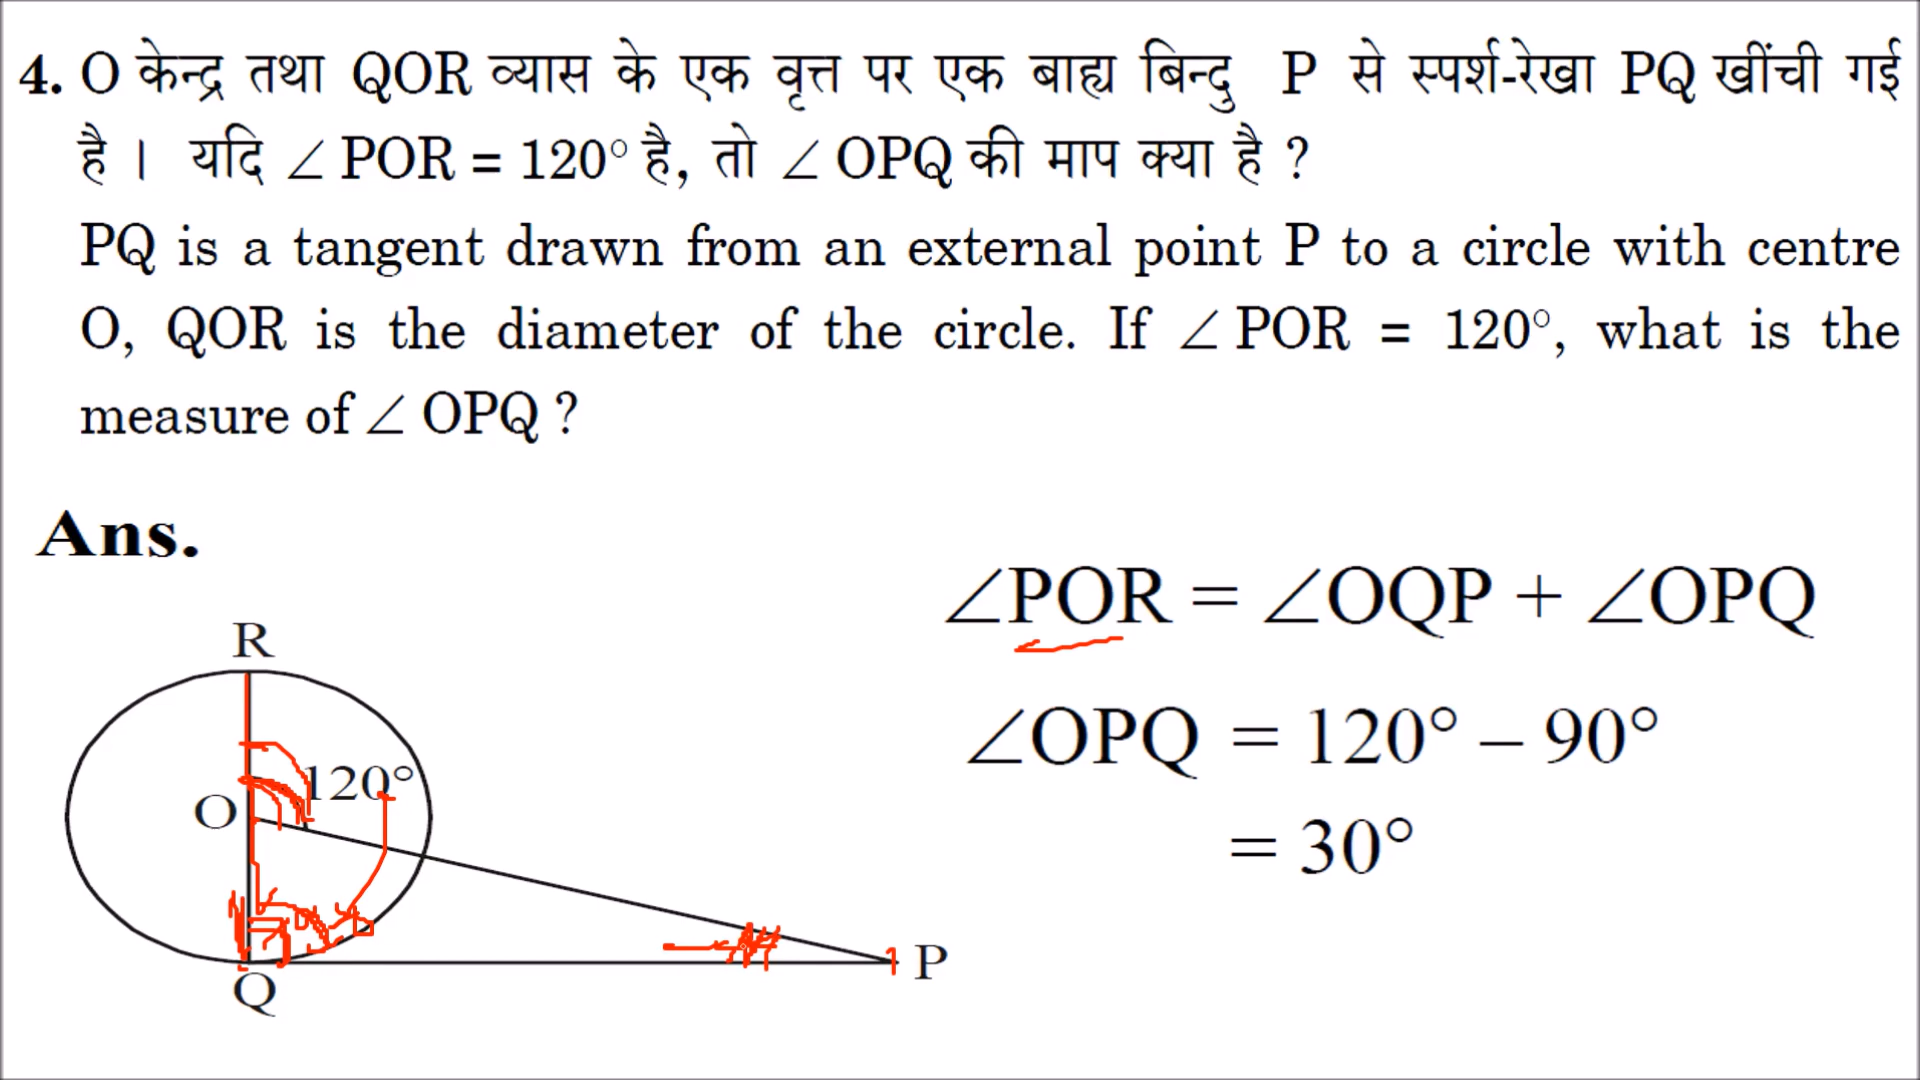 4. O केन्द्र तथा QOR व्यास के एक वृत्त पर एक बाह्य बिन्दु P से स्पर्श-रेखा PQ खींची गई
है । यदि ∠ POR = 120° है, तो ∠ OPQ की माप क्या है ?
PQ is a tangent drawn from an external point P to a circle with centre
O, QOR is the diameter of the circle. If ∠ POR = 120°, what is the
measure of ∠ OPQ ?
Ans.
∠POR = ∠OQP + ∠OPQ
∠OPQ = 120° – 90°
= 30°
R
120°
O
P
Q